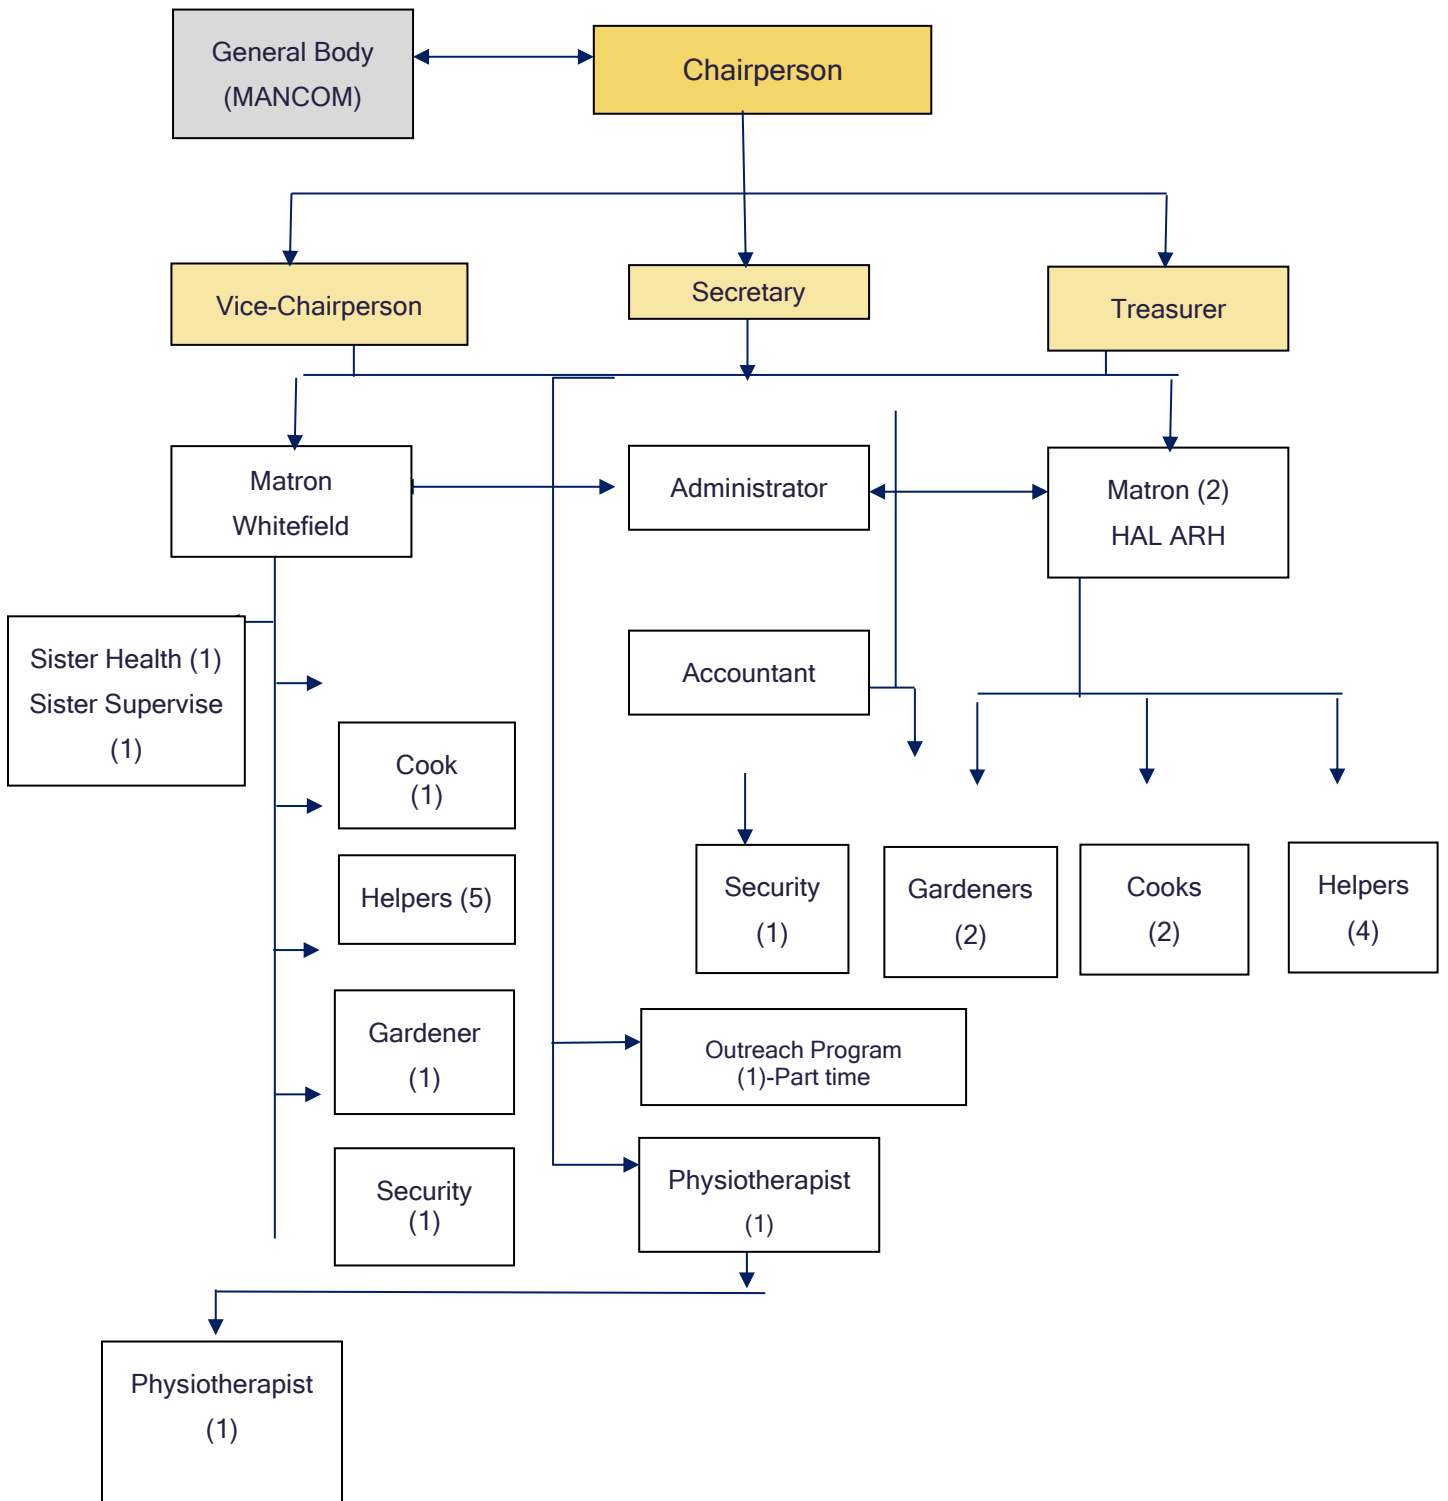 General Body
(MANCOM)
Chairperson
Vice-Chairperson
Secretary
Treasurer
Matron
Whitefield
Administrator
Matron (2)
HAL ARH
Sister Health (1)
Sister Supervise
(1)
Accountant
Cook
(1)
Helpers (5)
Security
(1)
Gardeners
(2)
Cooks
(2)
Helpers
(4)
Gardener
(1)
Outreach Program
(1)-Part time
Security
(1)
Physiotherapist
(1)
Physiotherapist
(1)